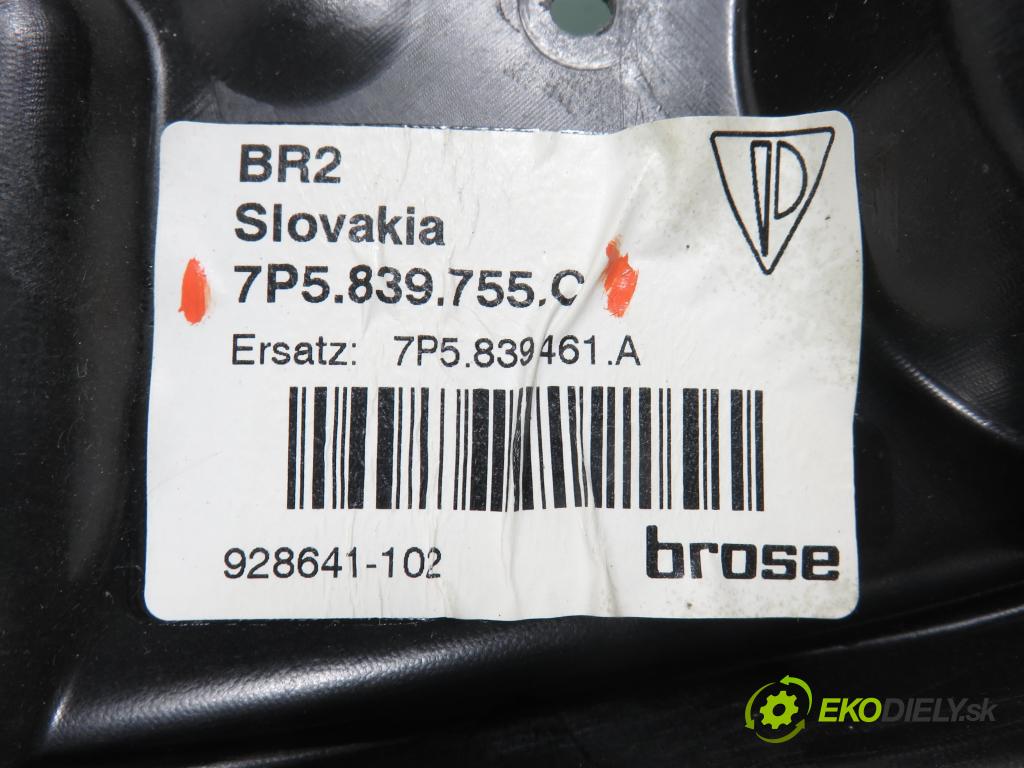 BR2
Slovakia
7P5.839.755.C
Ersatz: 7P5.839461.A
928641-102
brose
EKODIELY.sk